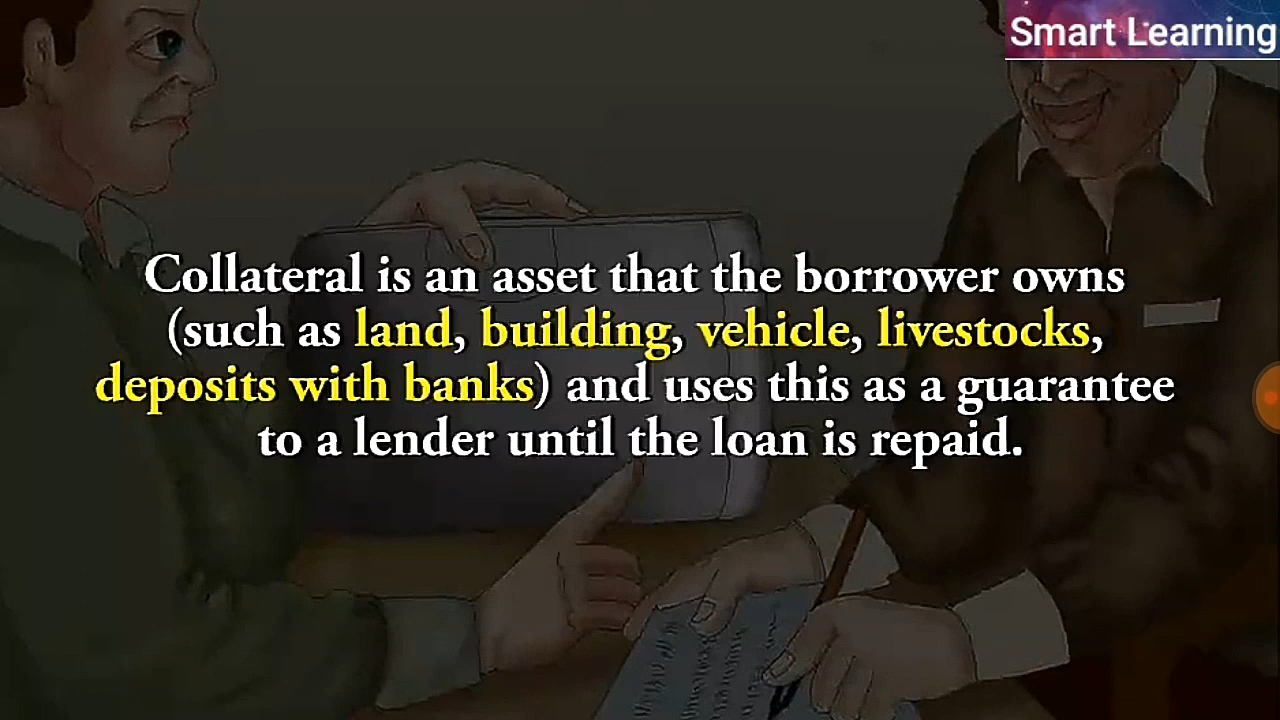 Smart Learning
Collateral is an asset that the borrower owns
(such as land, building, vehicle, livestocks,
deposits with banks) and uses this as a guarantee
to a lender until the loan is repaid.